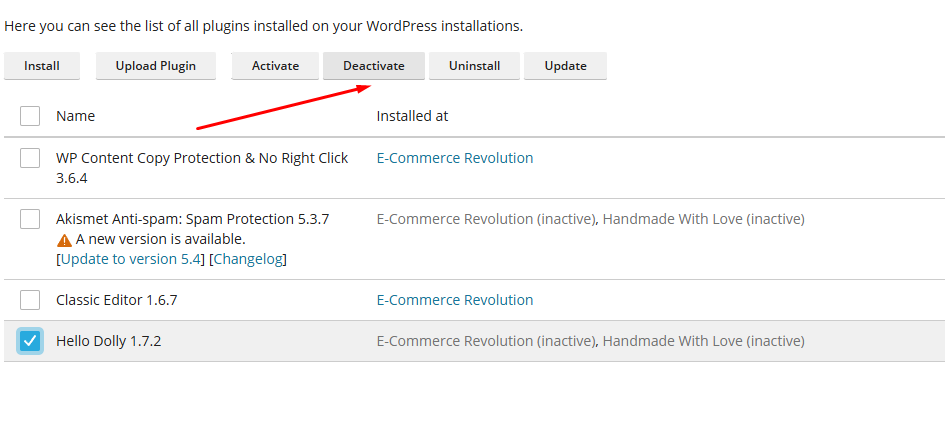 Here you can see the list of all plugins installed on your WordPress installations.
Install Upload Plugin Activate Deactivate Uninstall Update
Name Installed at
WP Content Copy Protection & No Right Click E-Commerce Revolution
3.6.4
Akismet Anti-spam: Spam Protection 5.3.7 E-Commerce Revolution (inactive), Handmade With Love (inactive)
A new version is available.
[Update to version 5.4] [Changelog]
Classic Editor 1.6.7 E-Commerce Revolution
Hello Dolly 1.7.2 E-Commerce Revolution (inactive), Handmade With Love (inactive)